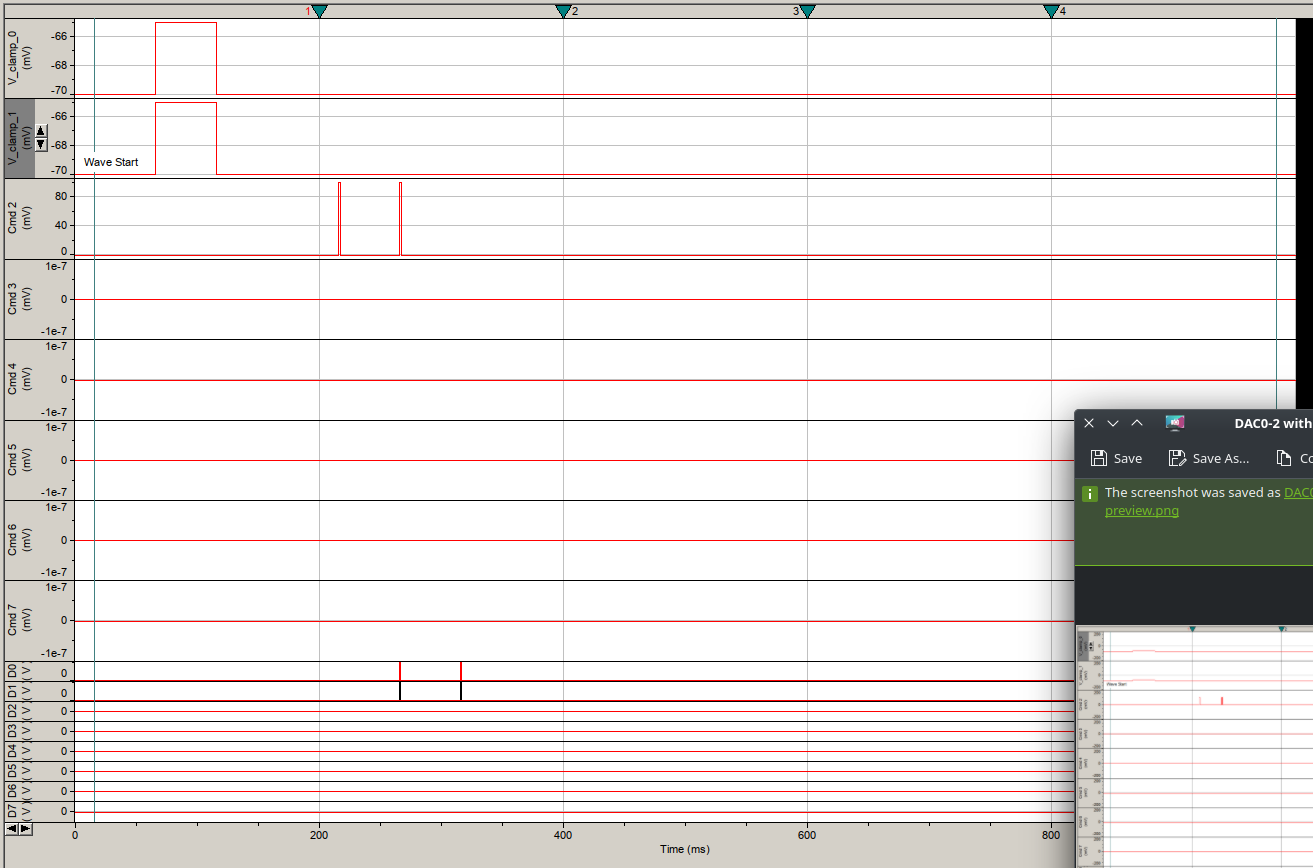 1 2 3 4
V_clamp_0 (mV) -66 -68 -70
V_clamp_1 (mV) -66 -68 -70
Wave Start
Cmd 2 (mV) 80 40 0
Cmd 3 (mV) 1e-7 0 -1e-7
Cmd 4 (mV) 1e-7 0 -1e-7
Cmd 5 (mV) 1e-7 0 -1e-7
Cmd 6 (mV) 1e-7 0 -1e-7
Cmd 7 (mV) 1e-7 0 -1e-7
D0 ( V ) 0
D1 ( V ) 0
D2 ( V ) 0
D3 ( V ) 0
D4 ( V ) 0
D5 ( V ) 0
D6 ( V ) 0
D7 ( V ) 0
0 200 400 600 800
Time (ms)
DAC0-2 with
Save Save As... Co
The screenshot was saved as DAC0
preview.png
Wave Start